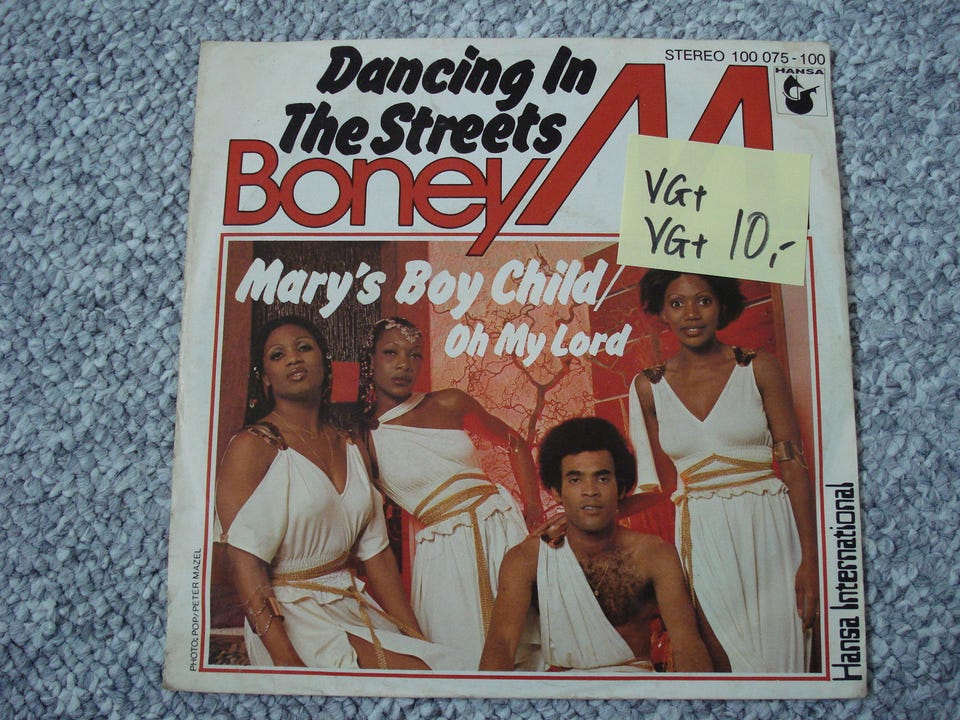 STEREO 100 075-100
HANSA
Dancing In
The Streets
Boney M
VG+
VG+ 10,-
Mary's Boy Child/
Oh My Lord
PHOTO: POP/PETER MAZEL
Hansa International